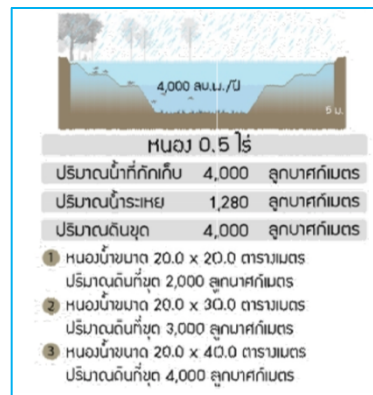 4,000 ลบ.ม./ปี
5 ม.
หนอง 0.5 ไร่
ปริมาณน้ำที่กักเก็บ 4,000 ลูกบาศก์เมตร
ปริมาณน้ำระเหย 1,280 ลูกบาศก์เมตร
ปริมาณดินขุด 4,000 ลูกบาศก์เมตร
1 หนองน้ำขนาด 20.0 x 20.0 ตารางเมตร
ปริมาณดินที่ขุด 2,000 ลูกบาศก์เมตร
2 หนองน้ำขนาด 20.0 x 30.0 ตารางเมตร
ปริมาณดินที่ขุด 3,000 ลูกบาศก์เมตร
3 หนองน้ำขนาด 20.0 x 40.0 ตารางเมตร
ปริมาณดินที่ขุด 4,000 ลูกบาศก์เมตร